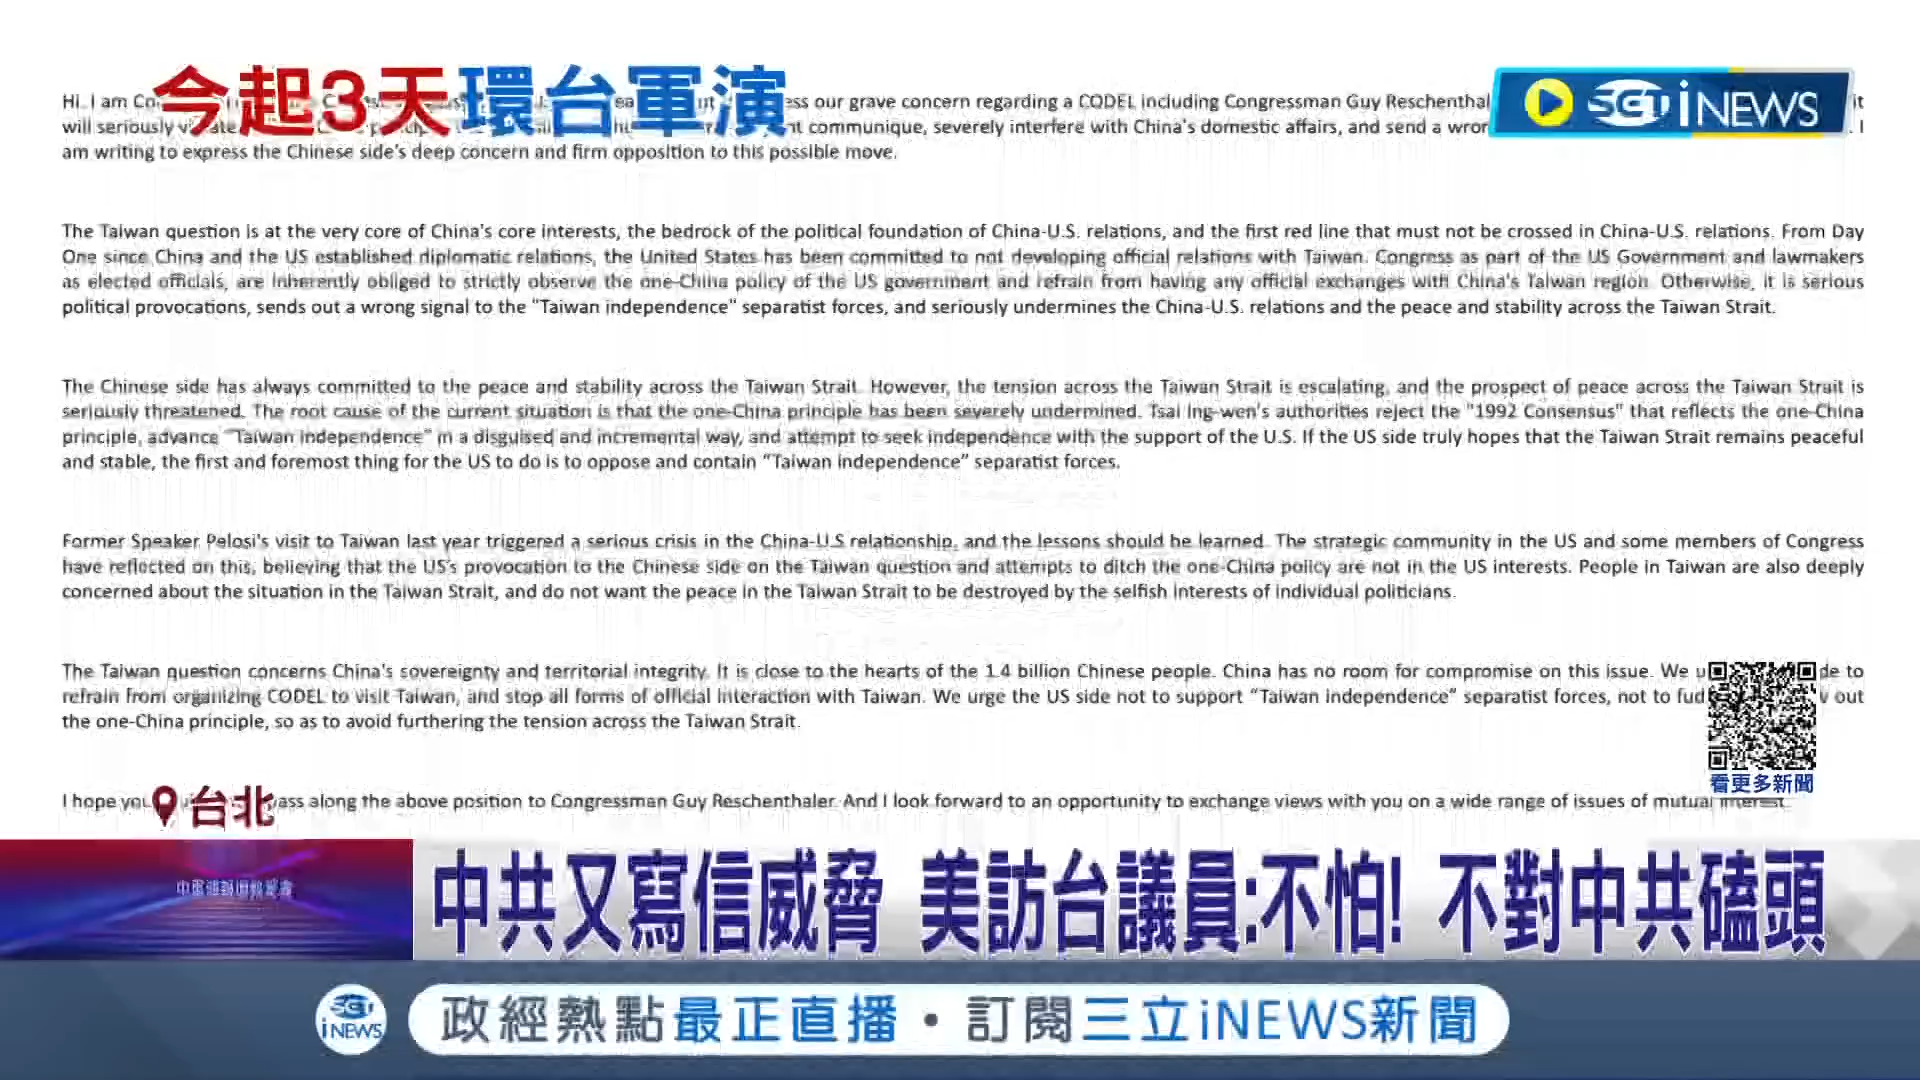 今起3天環台軍演
SET iNEWS
Hi. I am
ess our grave concern regarding a CODEL including Congressman Guy Reschenthal
it
will seriously
communique, severely interfere with China's domestic affairs, and send a wron
. I
am writing to express the Chinese side's deep concern and firm opposition to this possible move.
The Taiwan question is at the very core of China's core interests, the bedrock of the political foundation of China-U.S. relations, and the first red line that must not be crossed in China-U.S. relations. From Day
One since China and the US established diplomatic relations, the United States has been committed to not developing official relations with Taiwan. Congress as part of the US Government and lawmakers
as elected officials, are inherently obliged to strictly observe the one-China policy of the US government and refrain from having any official exchanges with China's Taiwan region. Otherwise, it is serious
political provocations, sends out a wrong signal to the "Taiwan independence" separatist forces, and seriously undermines the China-U.S. relations and the peace and stability across the Taiwan Strait.
The Chinese side has always committed to the peace and stability across the Taiwan Strait. However, the tension across the Taiwan Strait is escalating, and the prospect of peace across the Taiwan Strait is
seriously threatened. The root cause of the current situation is that the one-China principle has been severely undermined. Tsai Ing-wen's authorities reject the "1992 Consensus" that reflects the one-China
principle, advance "Taiwan independence" in a disguised and incremental way, and attempt to seek independence with the support of the U.S. If the US side truly hopes that the Taiwan Strait remains peaceful
and stable, the first and foremost thing for the US to do is to oppose and contain “Taiwan independence” separatist forces.
Former Speaker Pelosi's visit to Taiwan last year triggered a serious crisis in the China-U.S relationship, and the lessons should be learned. The strategic community in the US and some members of Congress
have reflected on this, believing that the US's provocation to the Chinese side on the Taiwan question and attempts to ditch the one-China policy are not in the US interests. People in Taiwan are also deeply
concerned about the situation in the Taiwan Strait, and do not want the peace in the Taiwan Strait to be destroyed by the selfish interests of individual politicians.
The Taiwan question concerns China's sovereignty and territorial integrity. It is close to the hearts of the 1.4 billion Chinese people. China has no room for compromise on this issue. We u
de to
refrain from organizing CODEL to visit Taiwan, and stop all forms of official interaction with Taiwan. We urge the US side not to support “Taiwan independence” separatist forces, not to fud
out
the one-China principle, so as to avoid furthering the tension across the Taiwan Strait.
看更多新聞
I hope
ass along the above position to Congressman Guy Reschenthaler. And I look forward to an opportunity to exchange views with you on a wide range of issues of mutual interest.
台北
中共又寫信威脅 美訪台議員:不怕! 不對中共磕頭
SET iNEWS
政經熱點最正直播・訂閱三立iNEWS新聞